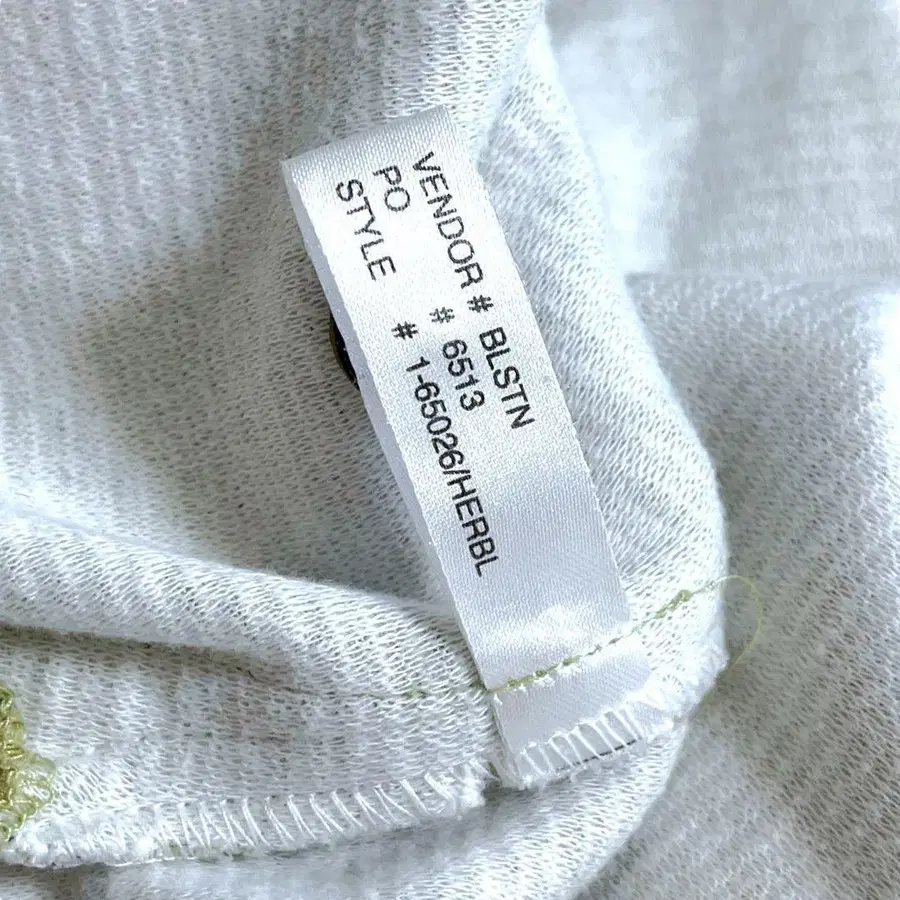 VENDOR # BLSTN
PO # 6513
STYLE # 1-65026/HERBL